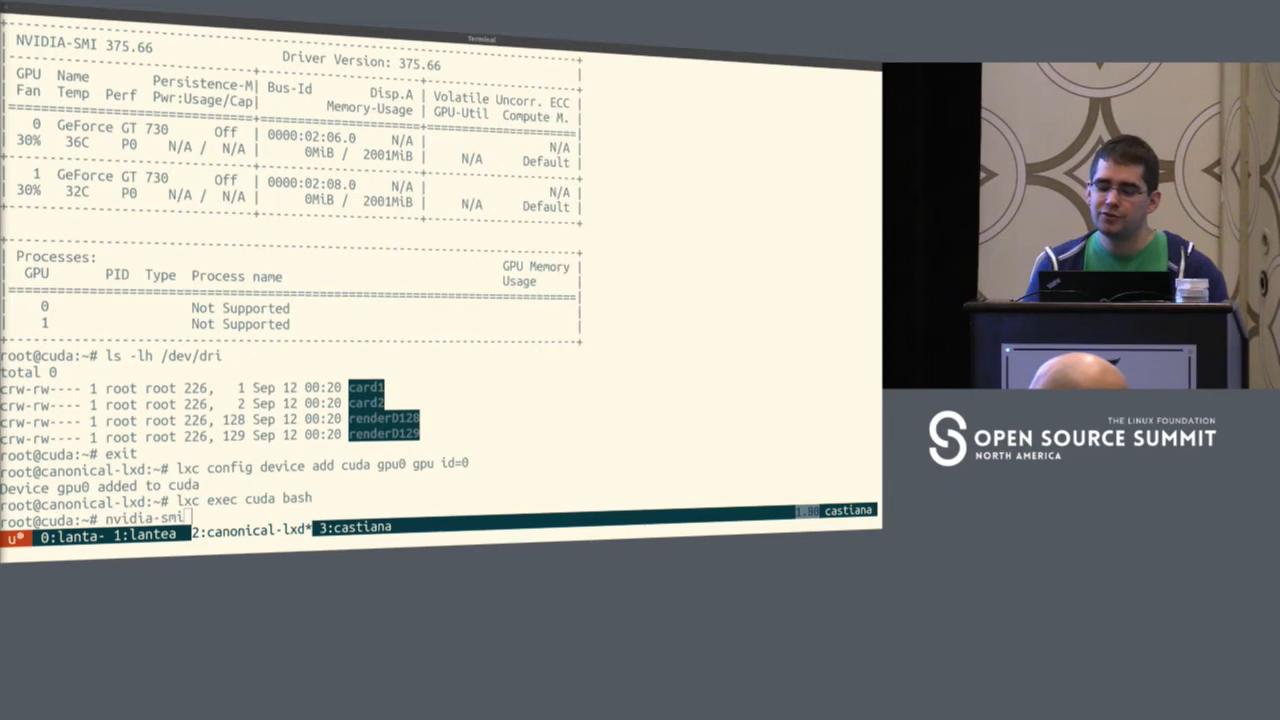 Terminal
NVIDIA-SMI 375.66 Driver Version: 375.66
GPU Name Persistence-M| Bus-Id Disp.A | Volatile Uncorr. ECC
Fan Temp Perf Pwr:Usage/Cap| Memory-Usage | GPU-Util Compute M.
0 GeForce GT 730 Off | 0000:02:06.0 N/A | N/A
30% 36C P0 N/A / N/A | 0MiB / 2001MiB | N/A Default
1 GeForce GT 730 Off | 0000:02:08.0 N/A | N/A
30% 32C P0 N/A / N/A | 0MiB / 2001MiB | N/A Default
Processes: GPU Memory
GPU PID Type Process name Usage
0 Not Supported
1 Not Supported
root@cuda:~# ls -lh /dev/dri
total 0
crw-rw---- 1 root root 226, 1 Sep 12 00:20 card1
crw-rw---- 1 root root 226, 2 Sep 12 00:20 card2
crw-rw---- 1 root root 226, 128 Sep 12 00:20 renderD128
crw-rw---- 1 root root 226, 129 Sep 12 00:20 renderD129
root@cuda:~# exit
root@canonical-lxd:~# lxc config device add cuda gpu0 gpu id=0
Device gpu0 added to cuda
root@canonical-lxd:~# lxc exec cuda bash
root@cuda:~# nvidia-smi
u 0:lanta- 1:lantea 2:canonical-lxd* 3:castiana castiana
THE LINUX FOUNDATION
OPEN SOURCE SUMMIT
NORTH AMERICA